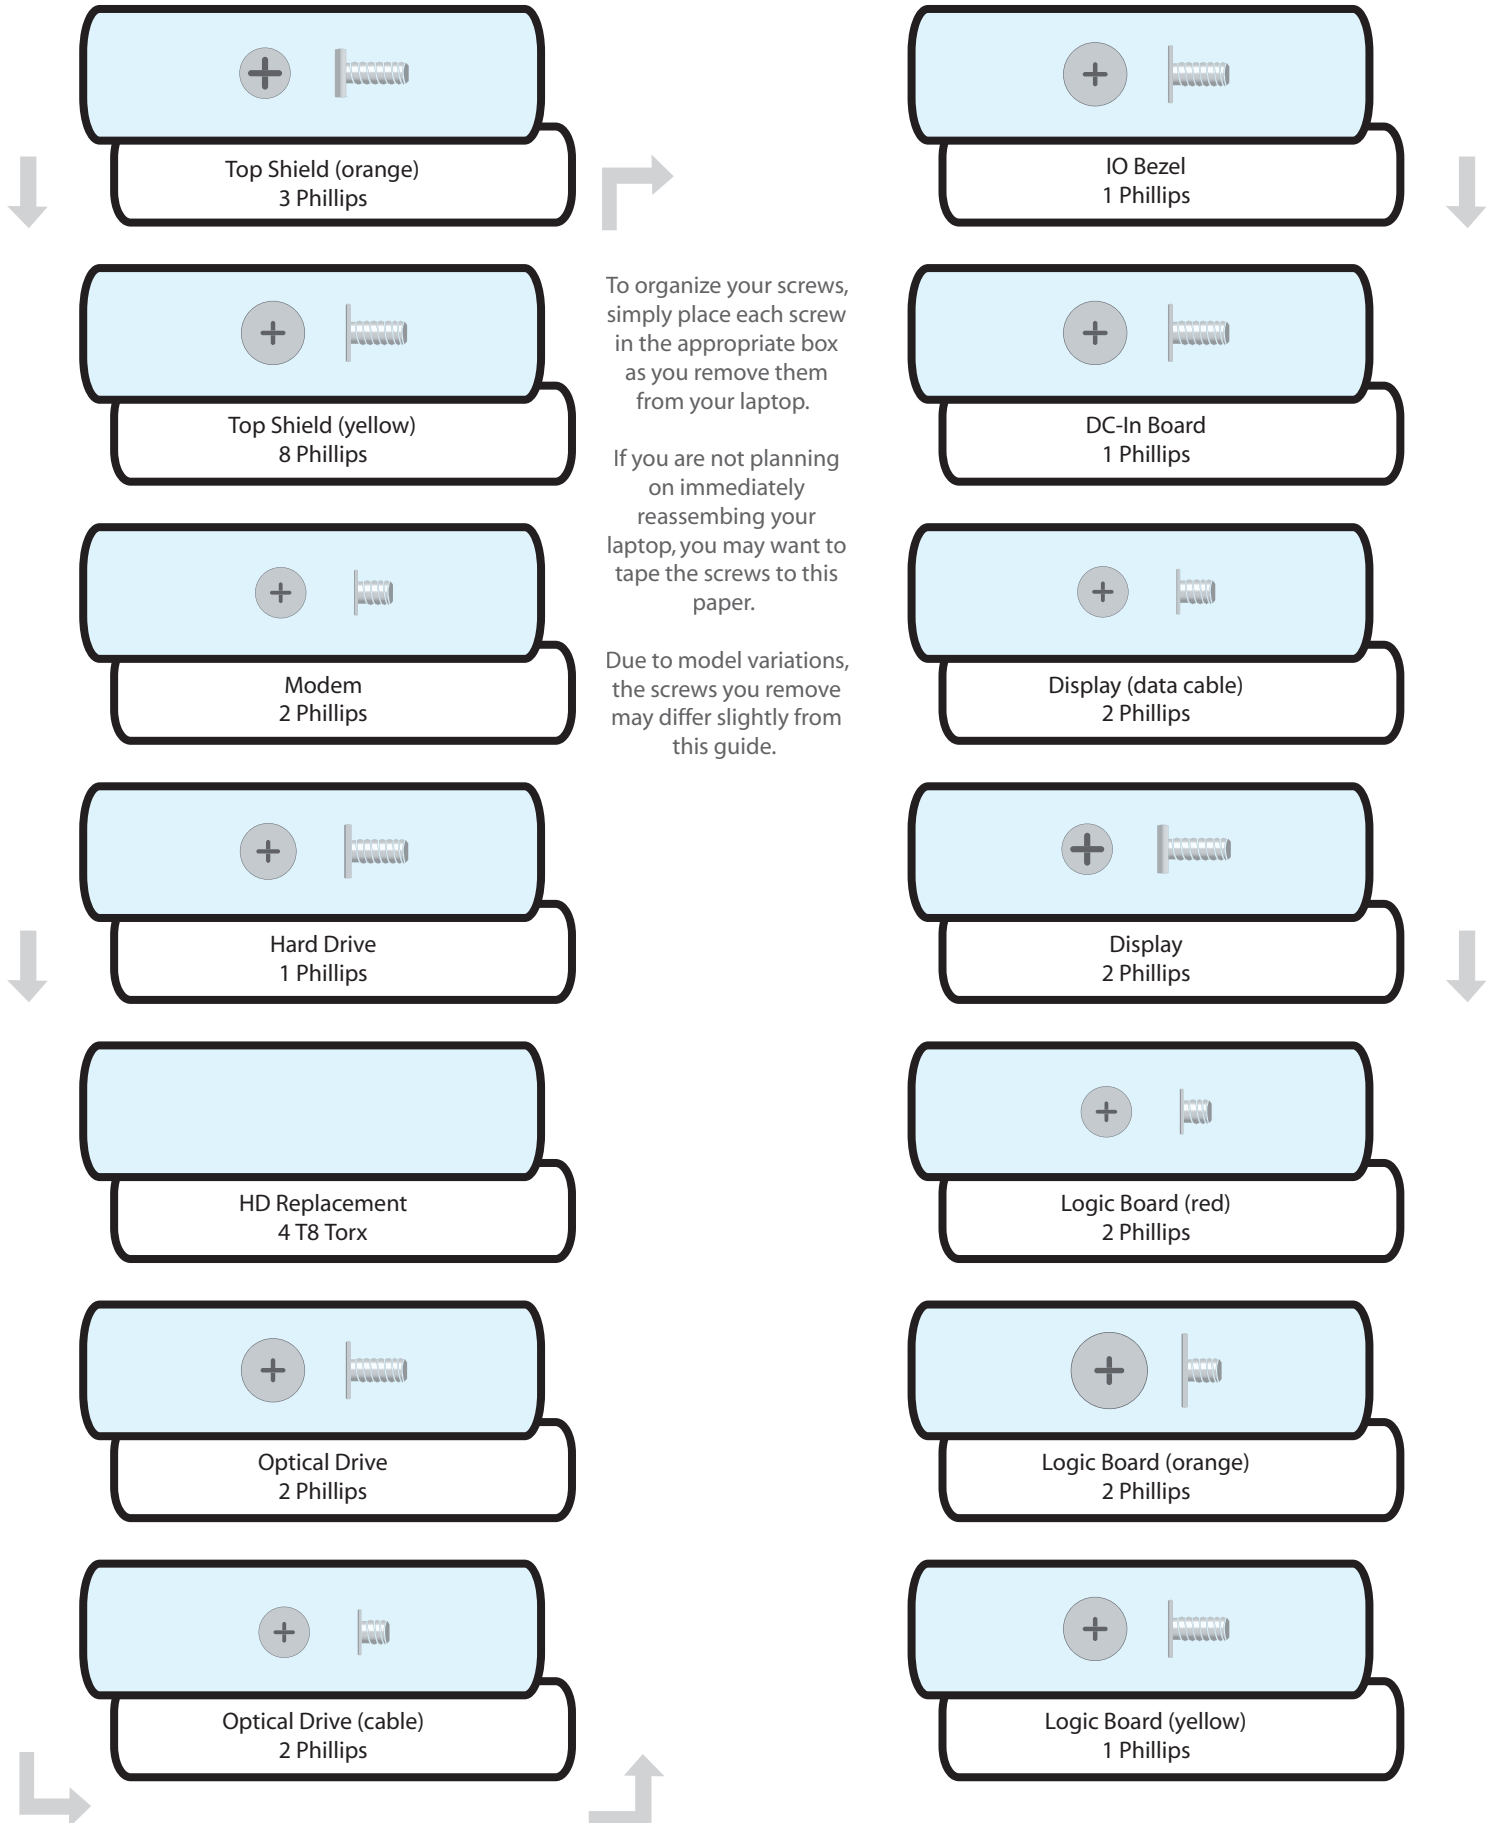 Top Shield (orange)
3 Phillips
Top Shield (yellow)
8 Phillips
Modem
2 Phillips
Hard Drive
1 Phillips
HD Replacement
4 T8 Torx
Optical Drive
2 Phillips
Optical Drive (cable)
2 Phillips
To organize your screws,
simply place each screw
in the appropriate box
as you remove them
from your laptop.
If you are not planning
on immediately
reassembing your
laptop, you may want to
tape the screws to this
paper.
Due to model variations,
the screws you remove
may differ slightly from
this guide.
IO Bezel
1 Phillips
DC-In Board
1 Phillips
Display (data cable)
2 Phillips
Display
2 Phillips
Logic Board (red)
2 Phillips
Logic Board (orange)
2 Phillips
Logic Board (yellow)
1 Phillips